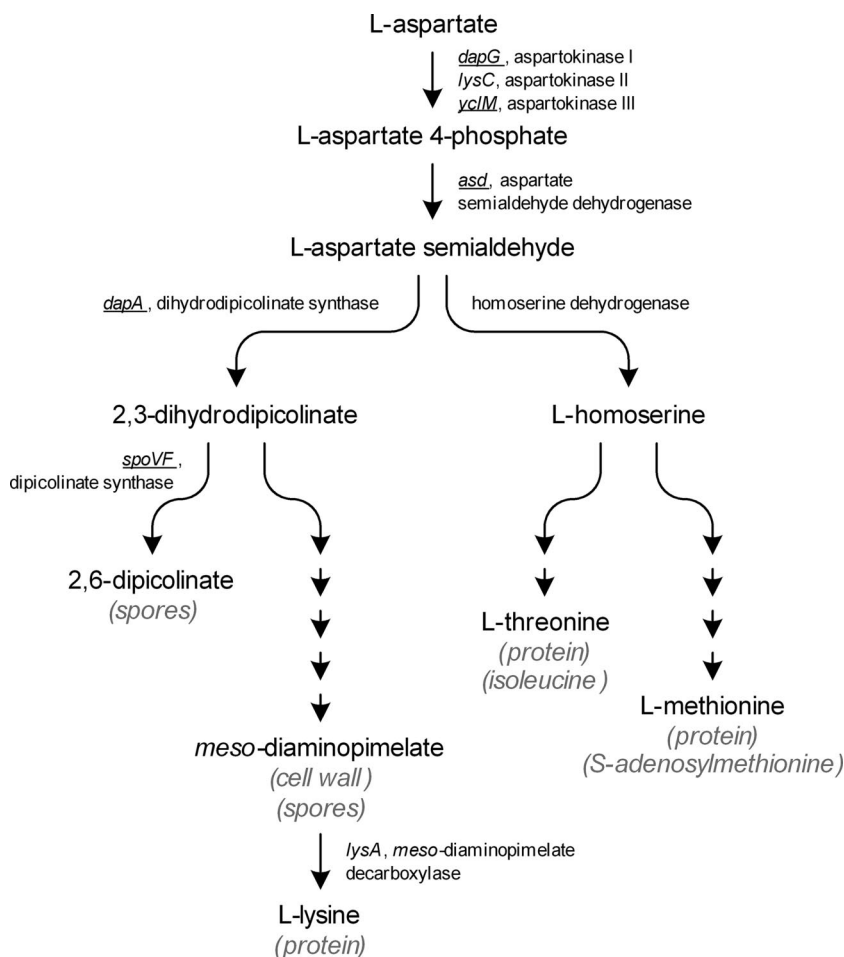 L-aspartate
dapG, aspartokinase I
lysC, aspartokinase II
yclM, aspartokinase III
L-aspartate 4-phosphate
asd, aspartate
semialdehyde dehydrogenase
L-aspartate semialdehyde
dapA, dihydrodipicolinate synthase
homoserine dehydrogenase
2,3-dihydrodipicolinate
L-homoserine
spoVF,
dipicolinate synthase
2,6-dipicolinate
(spores)
L-threonine
(protein)
(isoleucine)
L-methionine
(protein)
(S-adenosylmethionine)
meso-diaminopimelate
(cell wall)
(spores)
lysA, meso-diaminopimelate
decarboxylase
L-lysine
(protein)